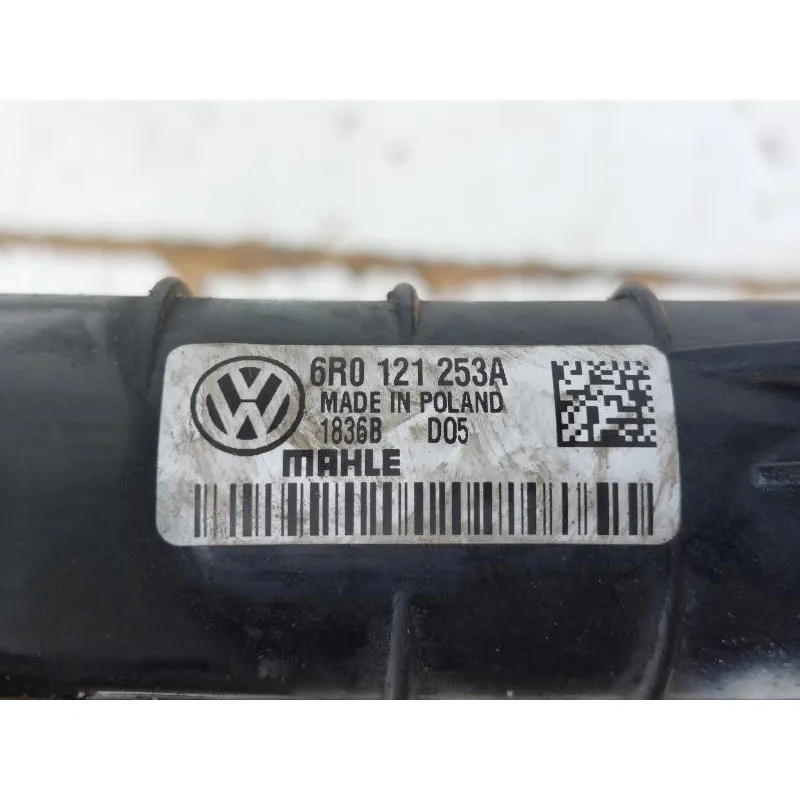 6R0 121 253A
MADE IN POLAND
1836B D05
MAHLE